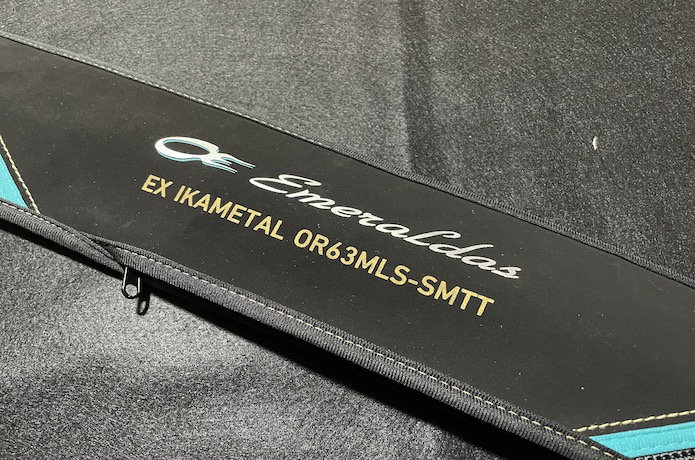 Emeraldas
EX IKAMETAL OR63MLS-SMTT